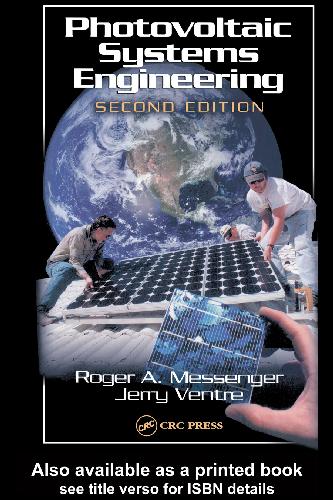 Photovoltaic
Systems
Engineering
SECOND EDITION
Roger A. Messenger
Jerry Ventre
CRC
CRC PRESS
Also available as a printed book
see title verso for ISBN details